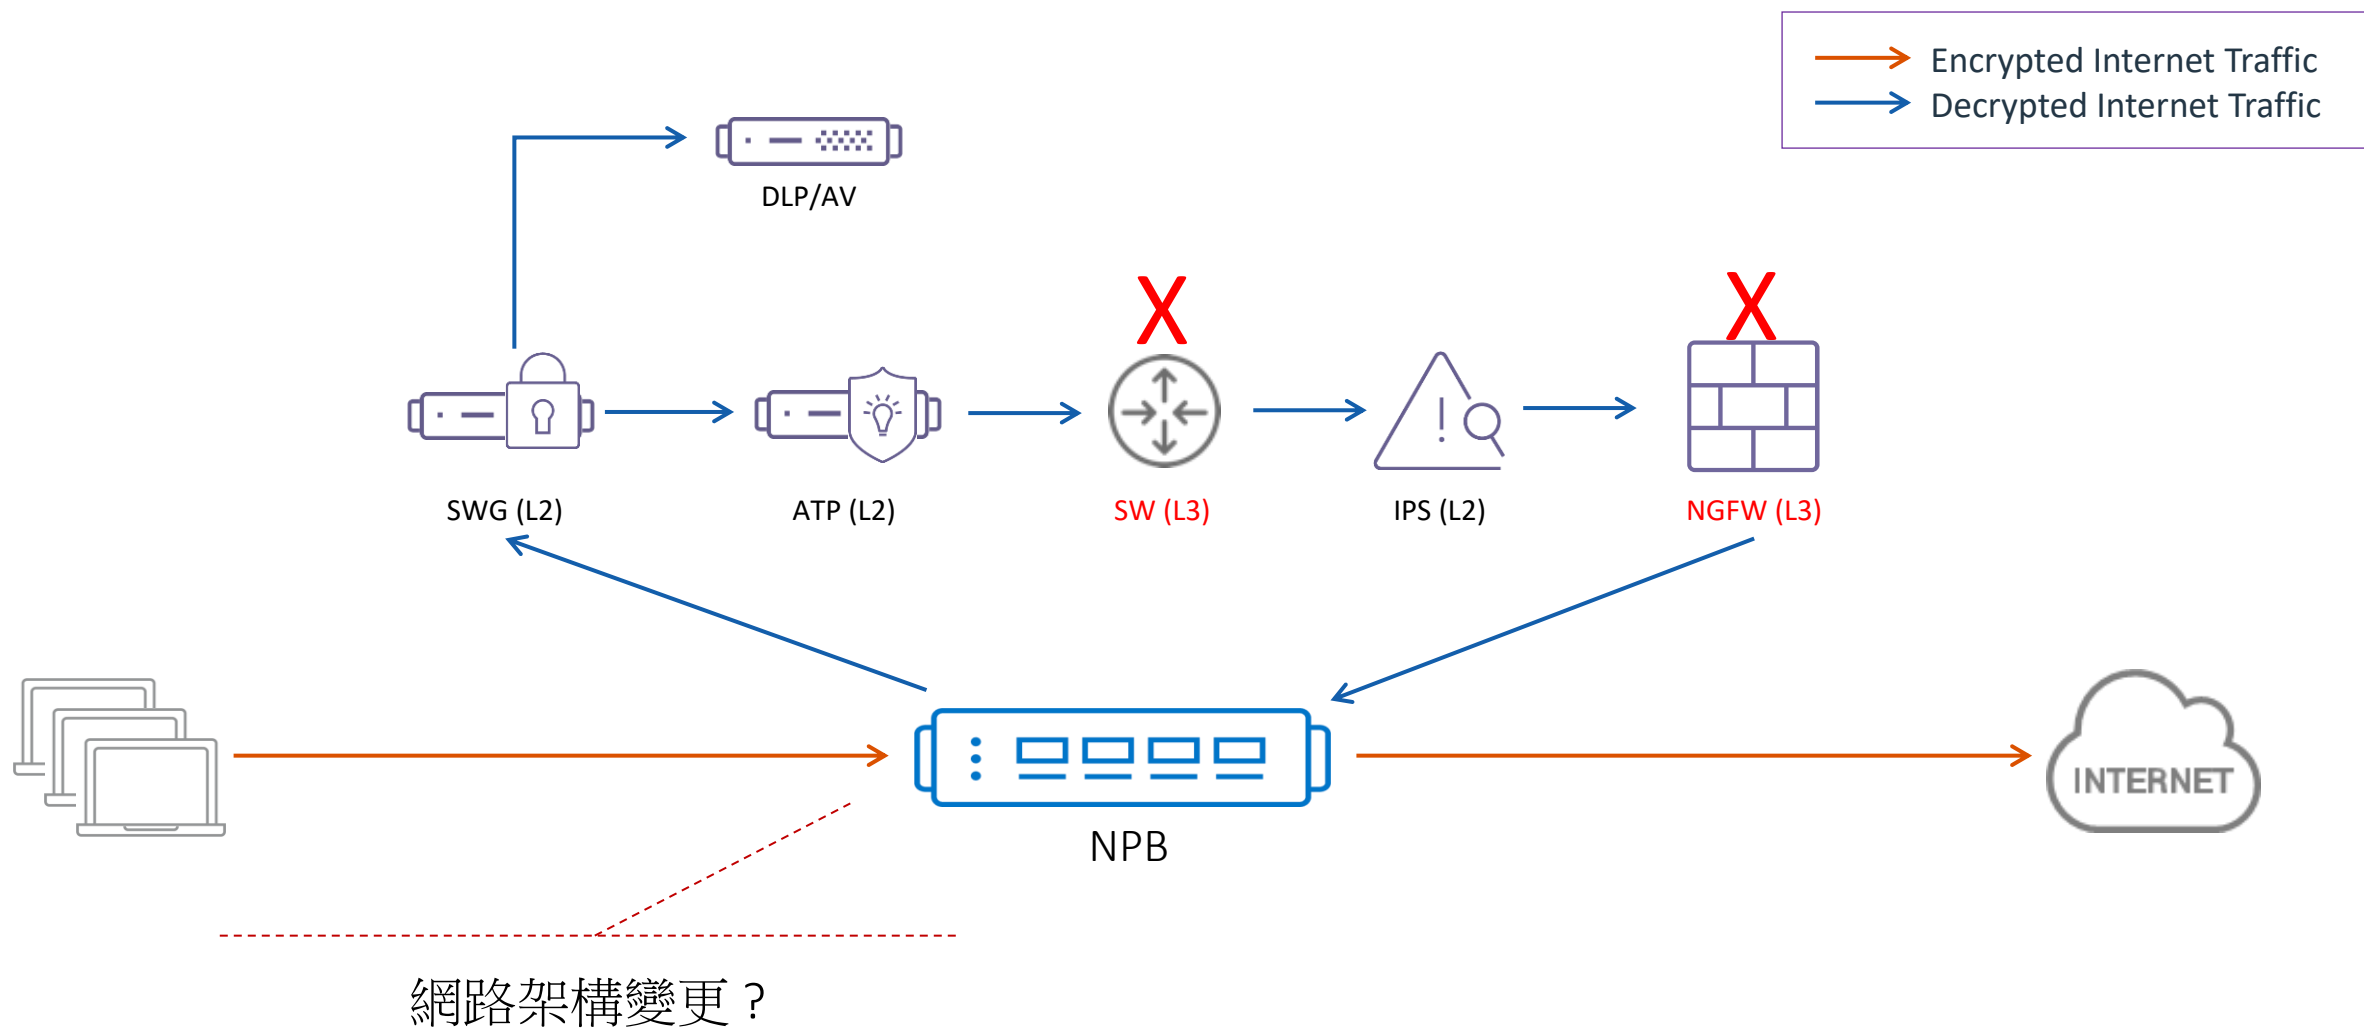 Encrypted Internet Traffic
Decrypted Internet Traffic
DLP/AV
X
X
SWG (L2)
ATP (L2)
SW (L3)
IPS (L2)
NGFW (L3)
INTERNET
NPB
網路架構變更?